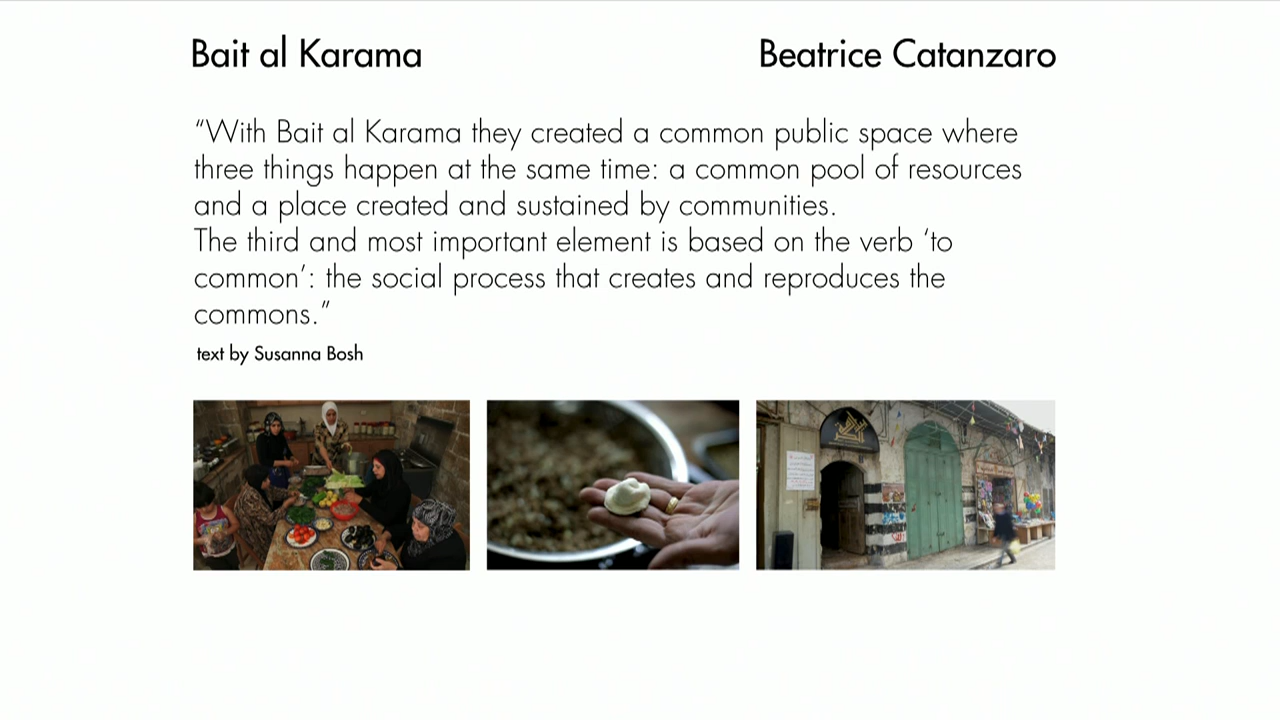 Bait al Karama
Beatrice Catanzaro
“With Bait al Karama they created a common public space where
three things happen at the same time: a common pool of resources
and a place created and sustained by communities.
The third and most important element is based on the verb ‘to
common’: the social process that creates and reproduces the
commons.”
text by Susanna Bosh